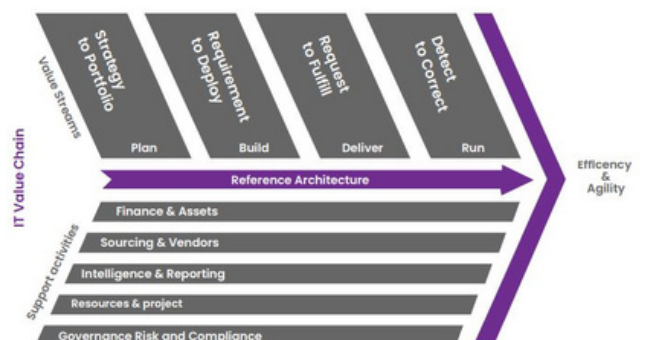 IT Value Chain
Value Streams
Strategy
to Portfolio
Plan
Requirement
to Deploy
Build
Request
to Fulfill
Deliver
Detect
to Correct
Run
Reference Architecture
Efficency
&
Agility
Support activities
Finance & Assets
Sourcing & Vendors
Intelligence & Reporting
Resources & project
Governance Risk and Compliance